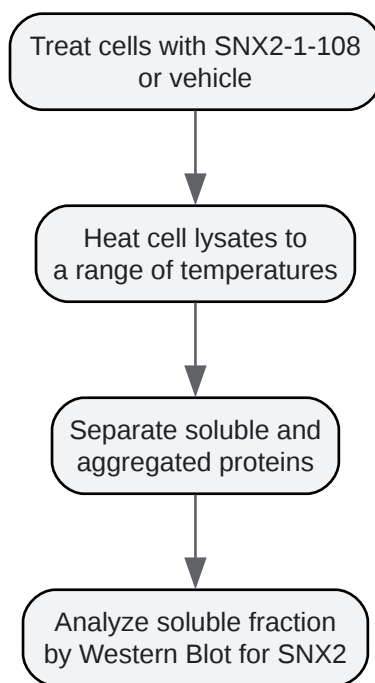 Treat cells with SNX2-1-108
or vehicle
Heat cell lysates to
a range of temperatures
Separate soluble and
aggregated proteins
Analyze soluble fraction
by Western Blot for SNX2